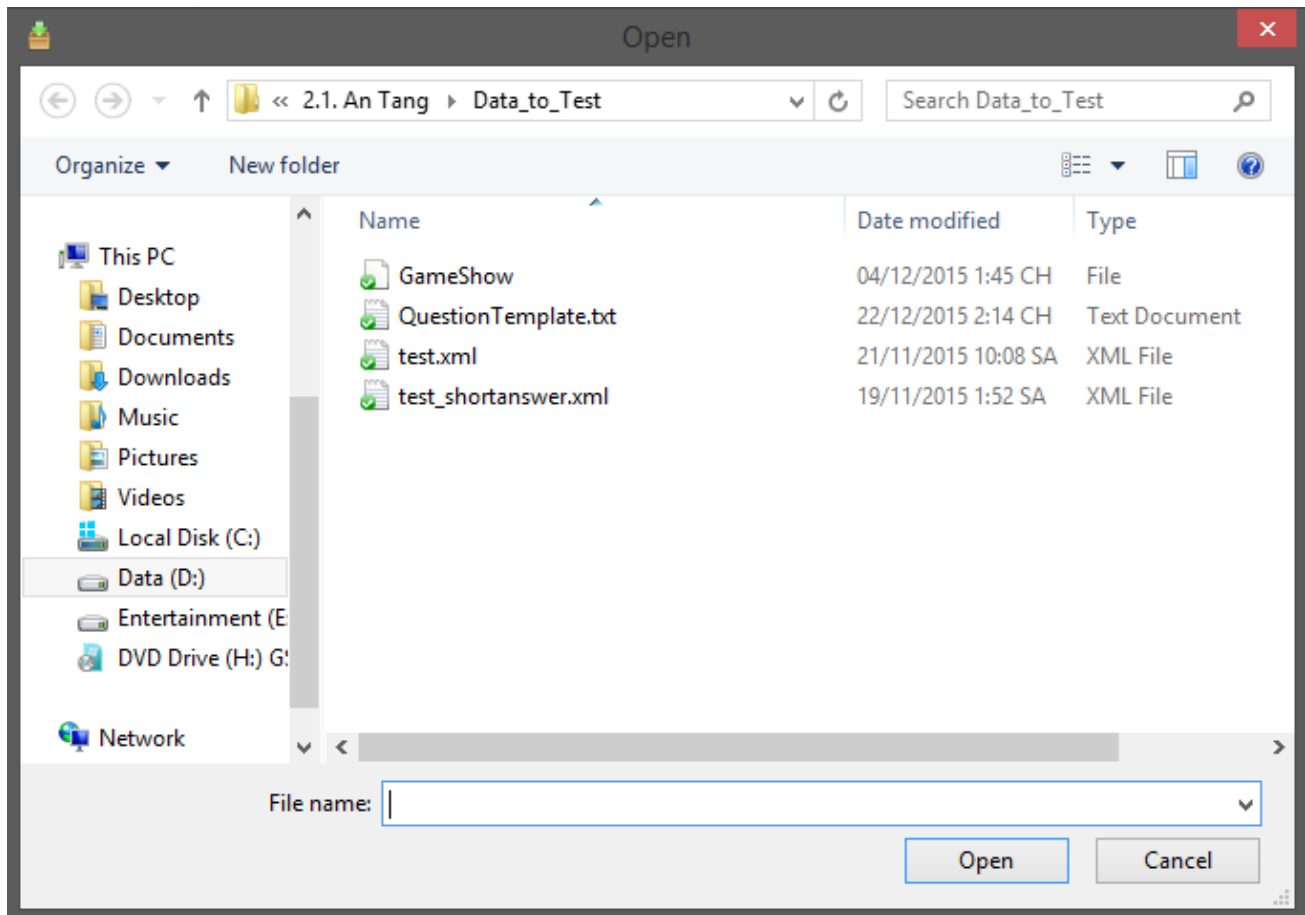 Open
« 2.1. An Tang Data_to_Test
Search Data_to_Test
Organize New folder
Name Date modified Type
This PC
Desktop
Documents
Downloads
Music
Pictures
Videos
Local Disk (C:)
Data (D:)
Entertainment (E:
DVD Drive (H:) G
Network
GameShow 04/12/2015 1:45 CH File
QuestionTemplate.txt 22/12/2015 2:14 CH Text Document
test.xml 21/11/2015 10:08 SA XML File
test_shortanswer.xml 19/11/2015 1:52 SA XML File
File name:
Open Cancel